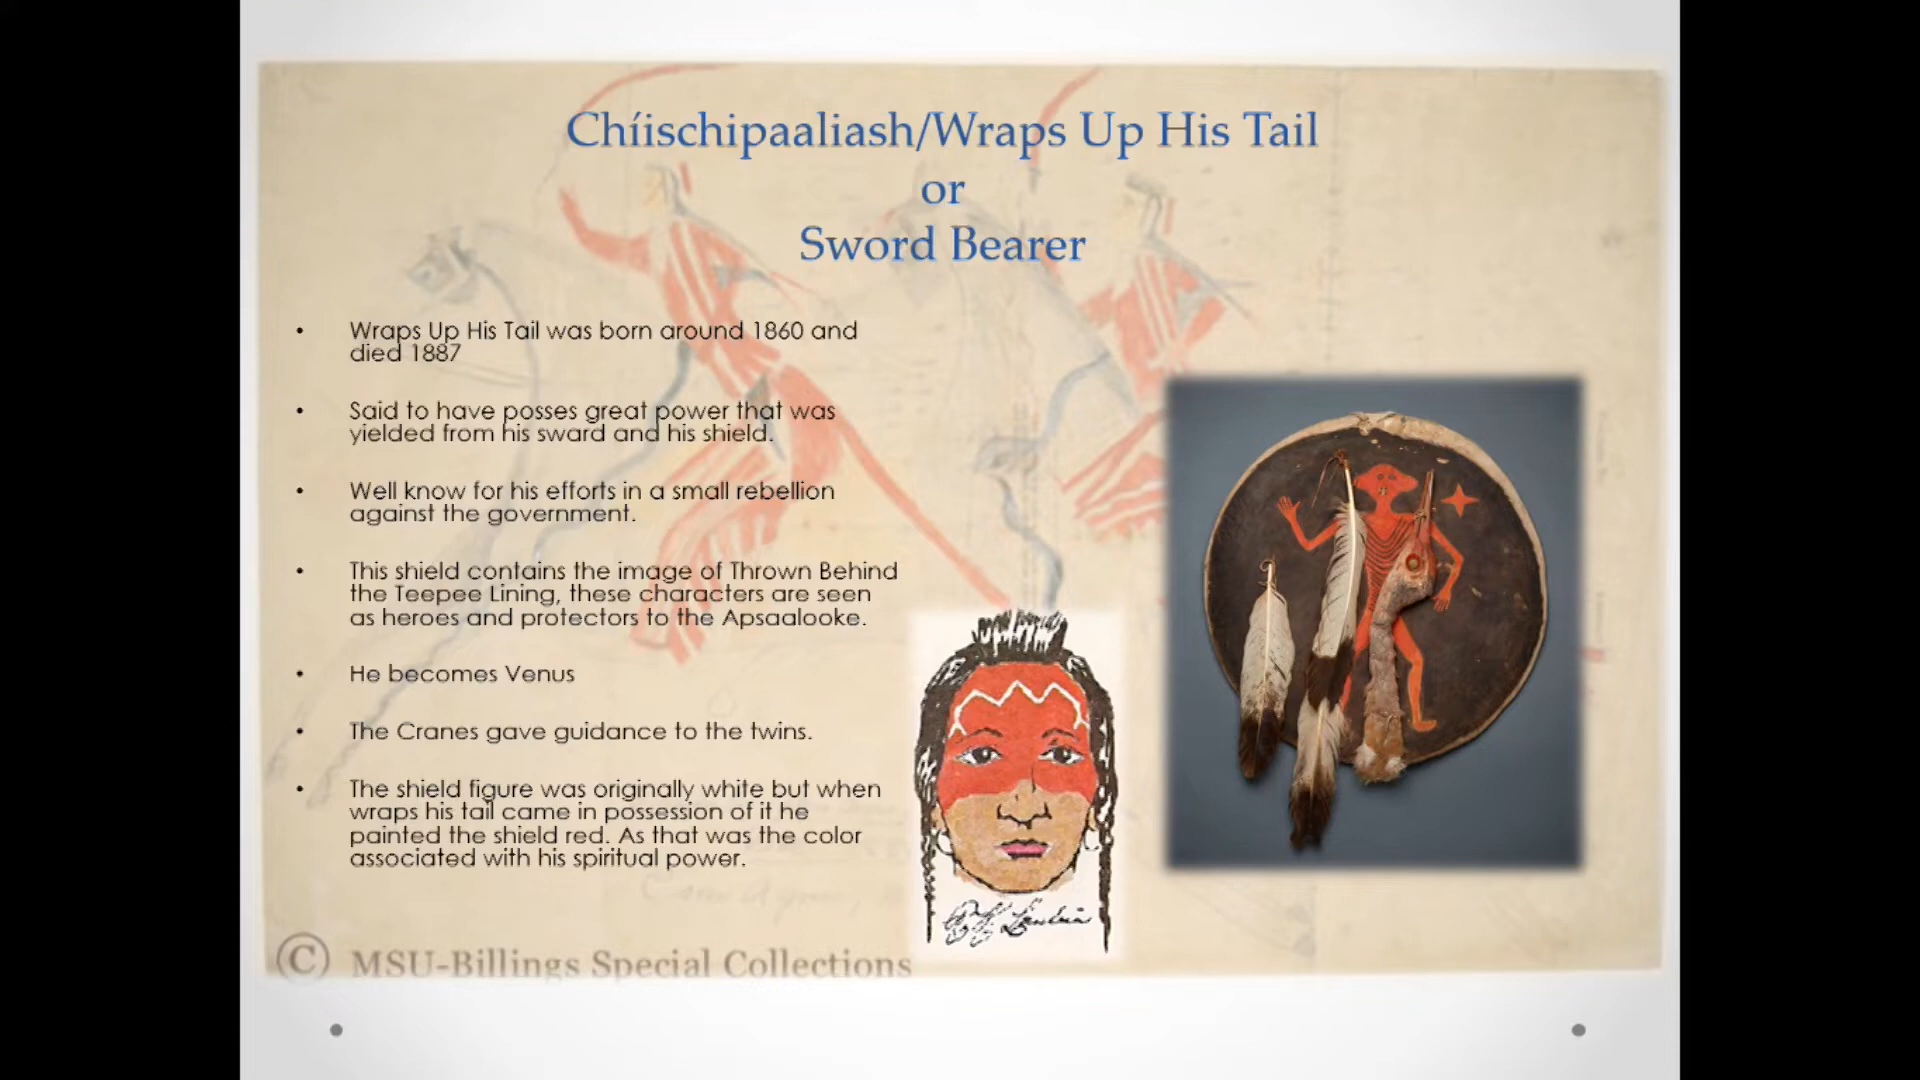 Chíischipaaliash/Wraps Up His Tail
or
Sword Bearer
• Wraps Up His Tail was born around 1860 and
died 1887
• Said to have posses great power that was
yielded from his sward and his shield.
• Well know for his efforts in a small rebellion
against the government.
• This shield contains the image of Thrown Behind
the Teepee Lining, these characters are seen
as heroes and protectors to the Apsaalooke.
• He becomes Venus
• The Cranes gave guidance to the twins.
• The shield figure was originally white but when
wraps his tail came in possession of it he
painted the shield red. As that was the color
associated with his spiritual power.
© MSU-Billings Special Collections